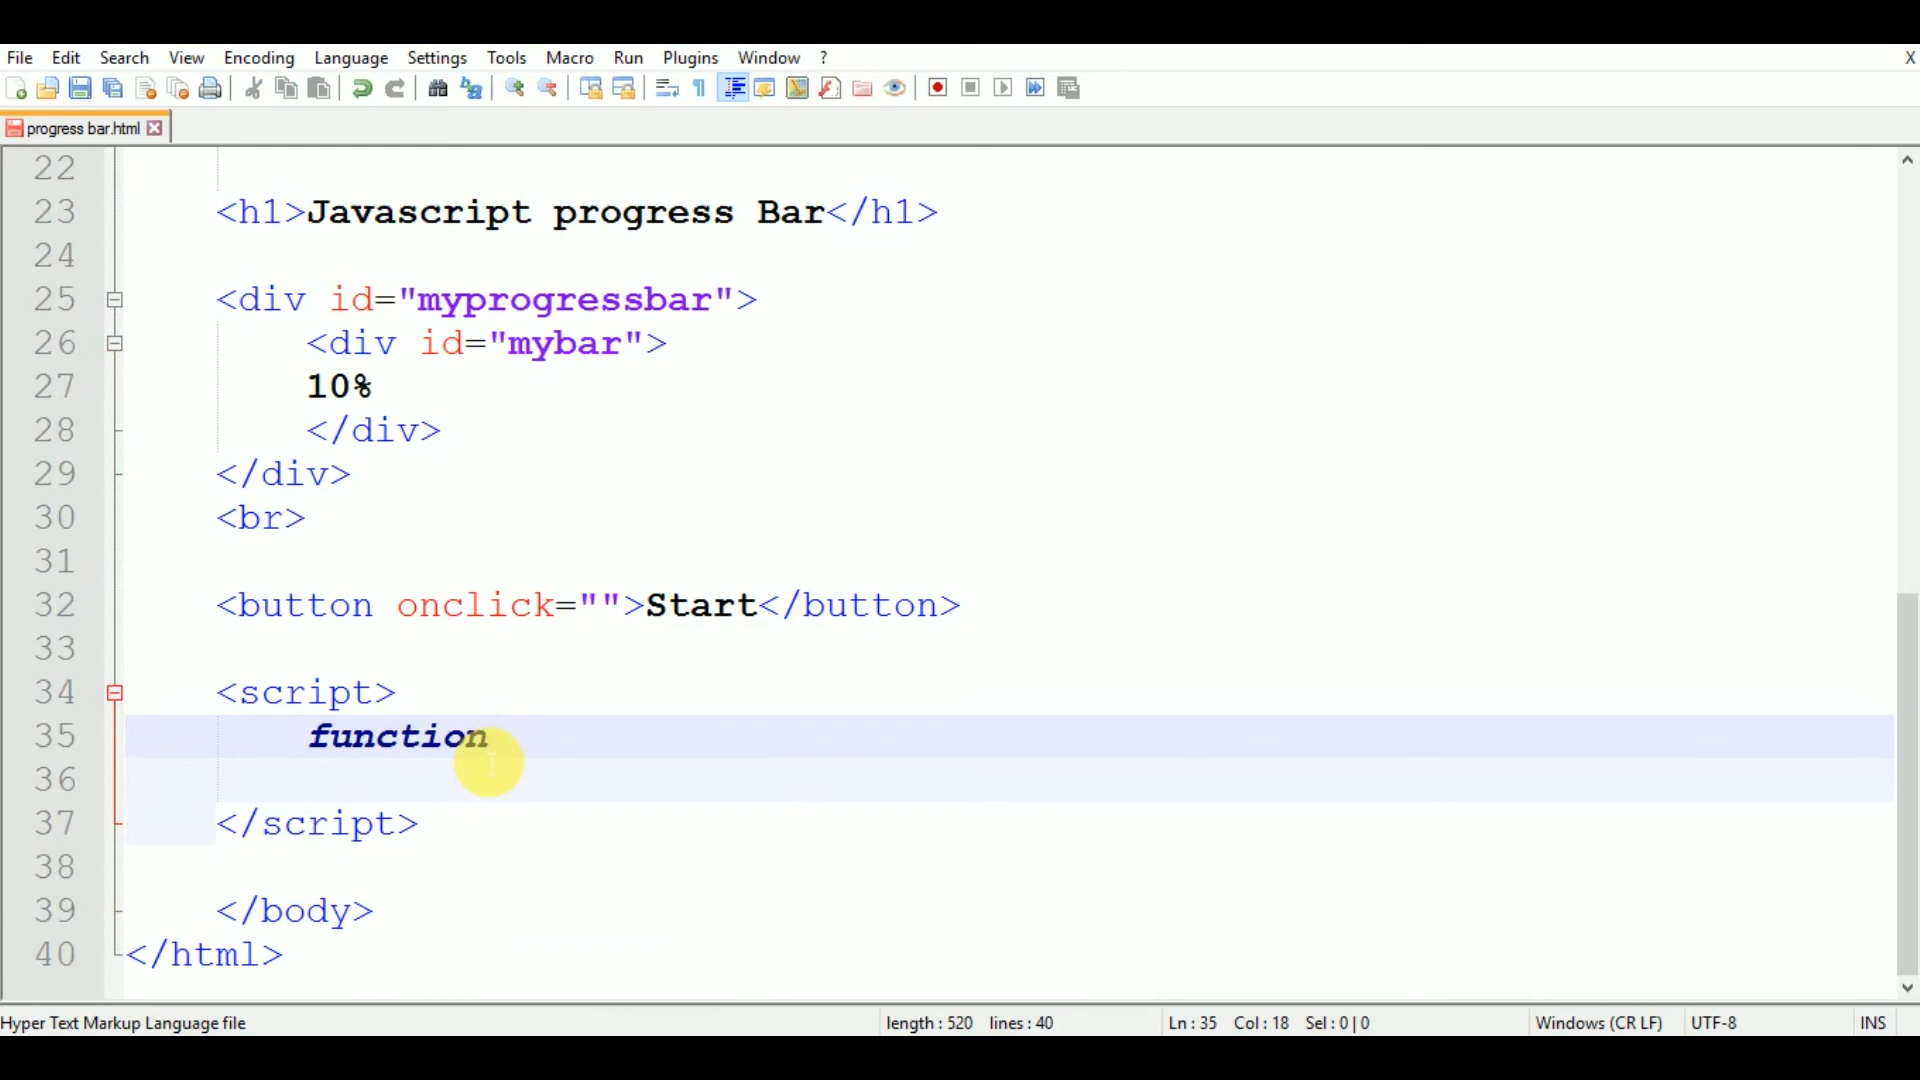 File Edit Search View Encoding Language Settings Tools Macro Run Plugins Window ? X
progress bar.html
22
23 <h1>Javascript progress Bar</h1>
24
25 <div id="myprogressbar">
26 <div id="mybar">
27 10%
28 </div>
29 </div>
30 <br>
31
32 <button onclick="">Start</button>
33
34 <script>
35 function
36
37 </script>
38
39 </body>
40 </html>
Hyper Text Markup Language file length : 520 lines : 40 Ln : 35 Col : 18 Sel : 0 | 0 Windows (CR LF) UTF-8 INS